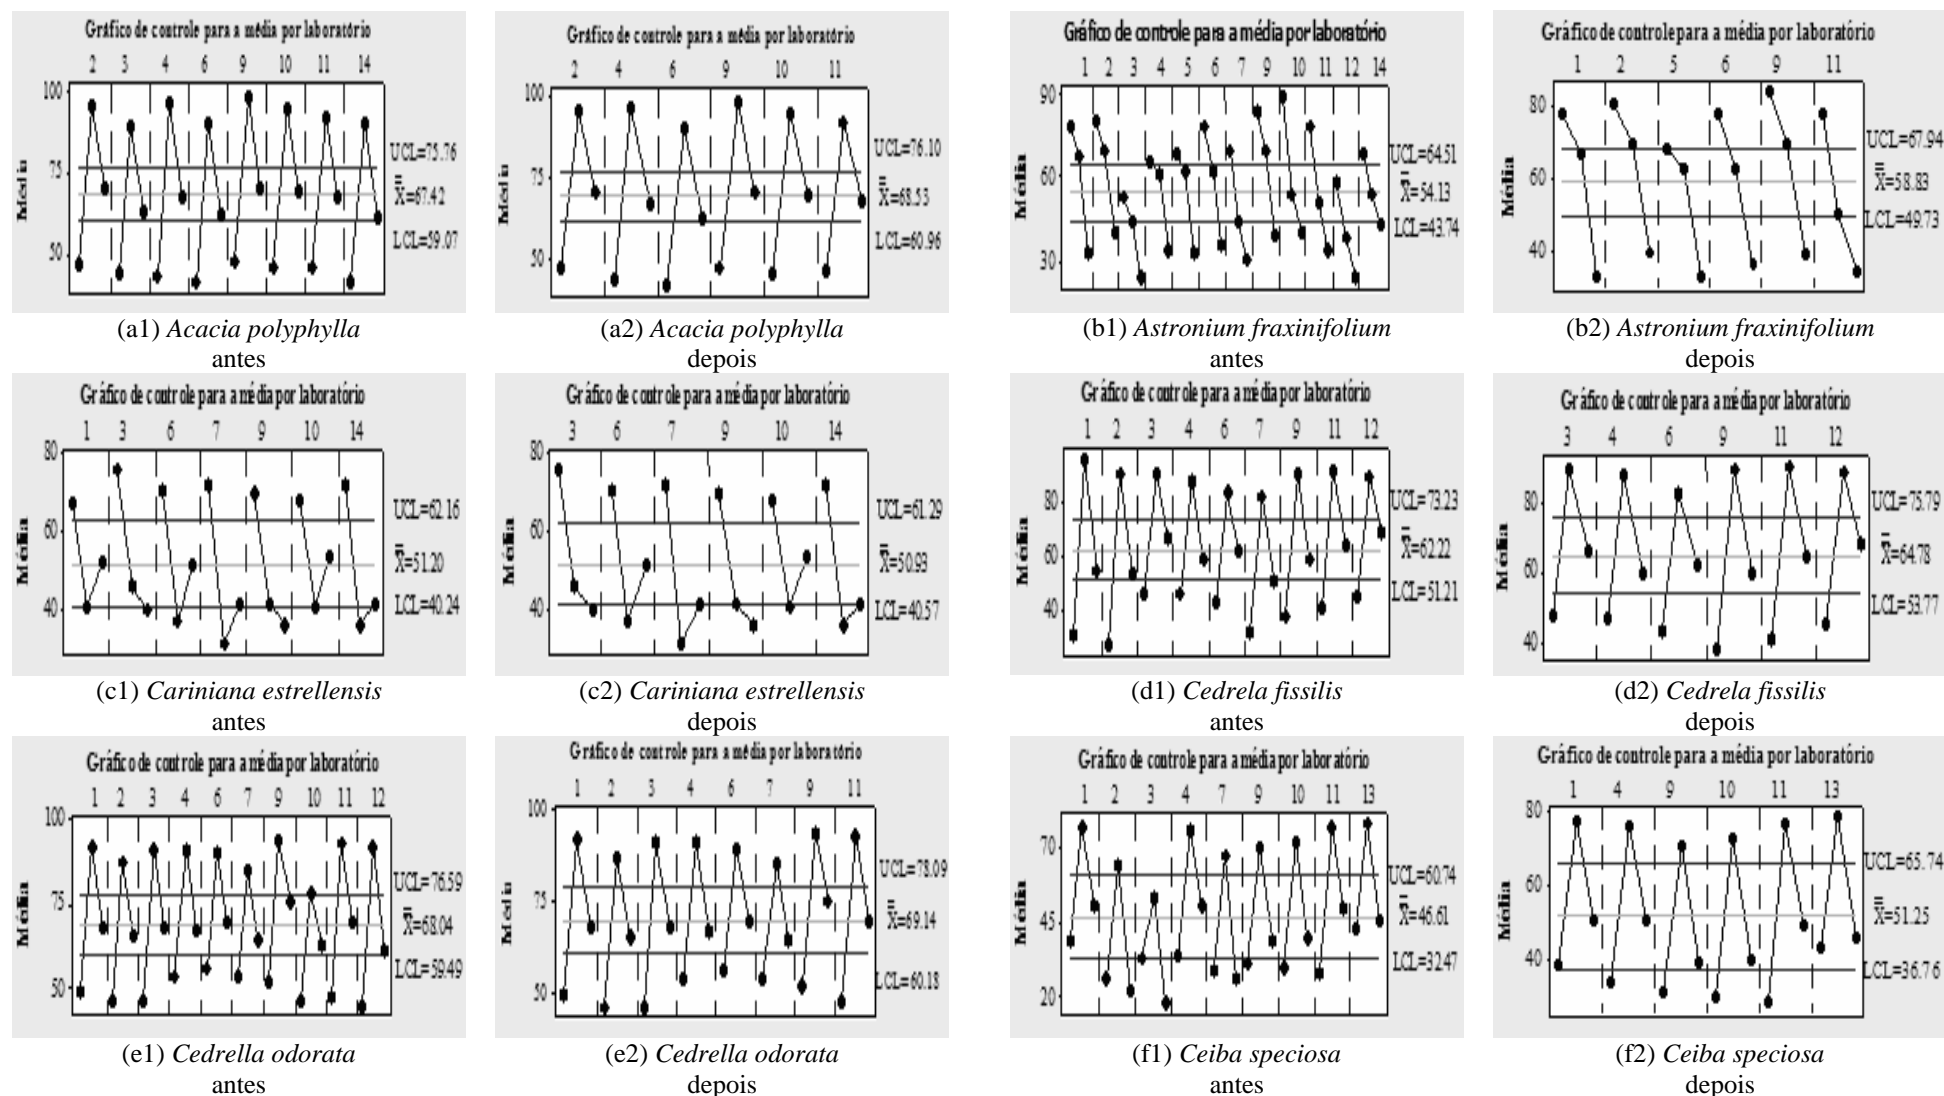 Gráfico de controle para a média por laboratório
2 3 4 6 9 10 11 14
100
75
50
Média
UCL=75.76
X=67.42
LCL=59.07
(a1) Acacia polyphylla
antes
Gráfico de controle para a média por laboratório
2 4 6 9 10 11
100
75
50
Média
UCL=76.10
X=68.53
LCL=60.96
(a2) Acacia polyphylla
depois
Gráfico de controle para a média por laboratório
1 2 3 4 5 6 7 9 10 11 12 14
90
60
30
Média
UCL=64.51
X=54.13
LCL=43.74
(b1) Astronium fraxinifolium
antes
Gráfico de controle para a média por laboratório
1 2 5 6 9 11
80
60
40
Média
UCL=67.94
X=58.83
LCL=49.73
(b2) Astronium fraxinifolium
depois
Gráfico de controle para a média por laboratório
1 3 6 7 9 10 14
80
60
40
Média
UCL=62.16
X=51.20
LCL=40.24
(c1) Cariniana estrellensis
antes
Gráfico de controle para a média por laboratório
3 6 7 9 10 14
80
60
40
Média
UCL=61.29
X=50.93
LCL=40.57
(c2) Cariniana estrellensis
depois
Gráfico de controle para a média por laboratório
1 2 3 4 6 7 9 11 12
80
60
40
Média
UCL=73.23
X=62.22
LCL=51.21
(d1) Cedrela fissilis
antes
Gráfico de controle para a média por laboratório
3 4 6 9 11 12
80
60
40
Média
UCL=75.79
X=64.78
LCL=53.77
(d2) Cedrela fissilis
depois
Gráfico de controle para a média por laboratório
1 2 3 4 6 7 9 10 11 12
100
75
50
Média
UCL=76.59
X=68.04
LCL=59.49
(e1) Cedrella odorata
antes
Gráfico de controle para a média por laboratório
1 2 3 4 6 7 9 11
100
75
50
Média
UCL=78.09
X=69.14
LCL=60.18
(e2) Cedrella odorata
depois
Gráfico de controle para a média por laboratório
1 2 3 4 7 9 10 11 13
70
45
20
Média
UCL=60.74
X=46.61
LCL=32.47
(f1) Ceiba speciosa
antes
Gráfico de controle para a média por laboratório
1 4 9 10 11 13
80
60
40
Média
UCL=65.74
X=51.25
LCL=36.76
(f2) Ceiba speciosa
depois